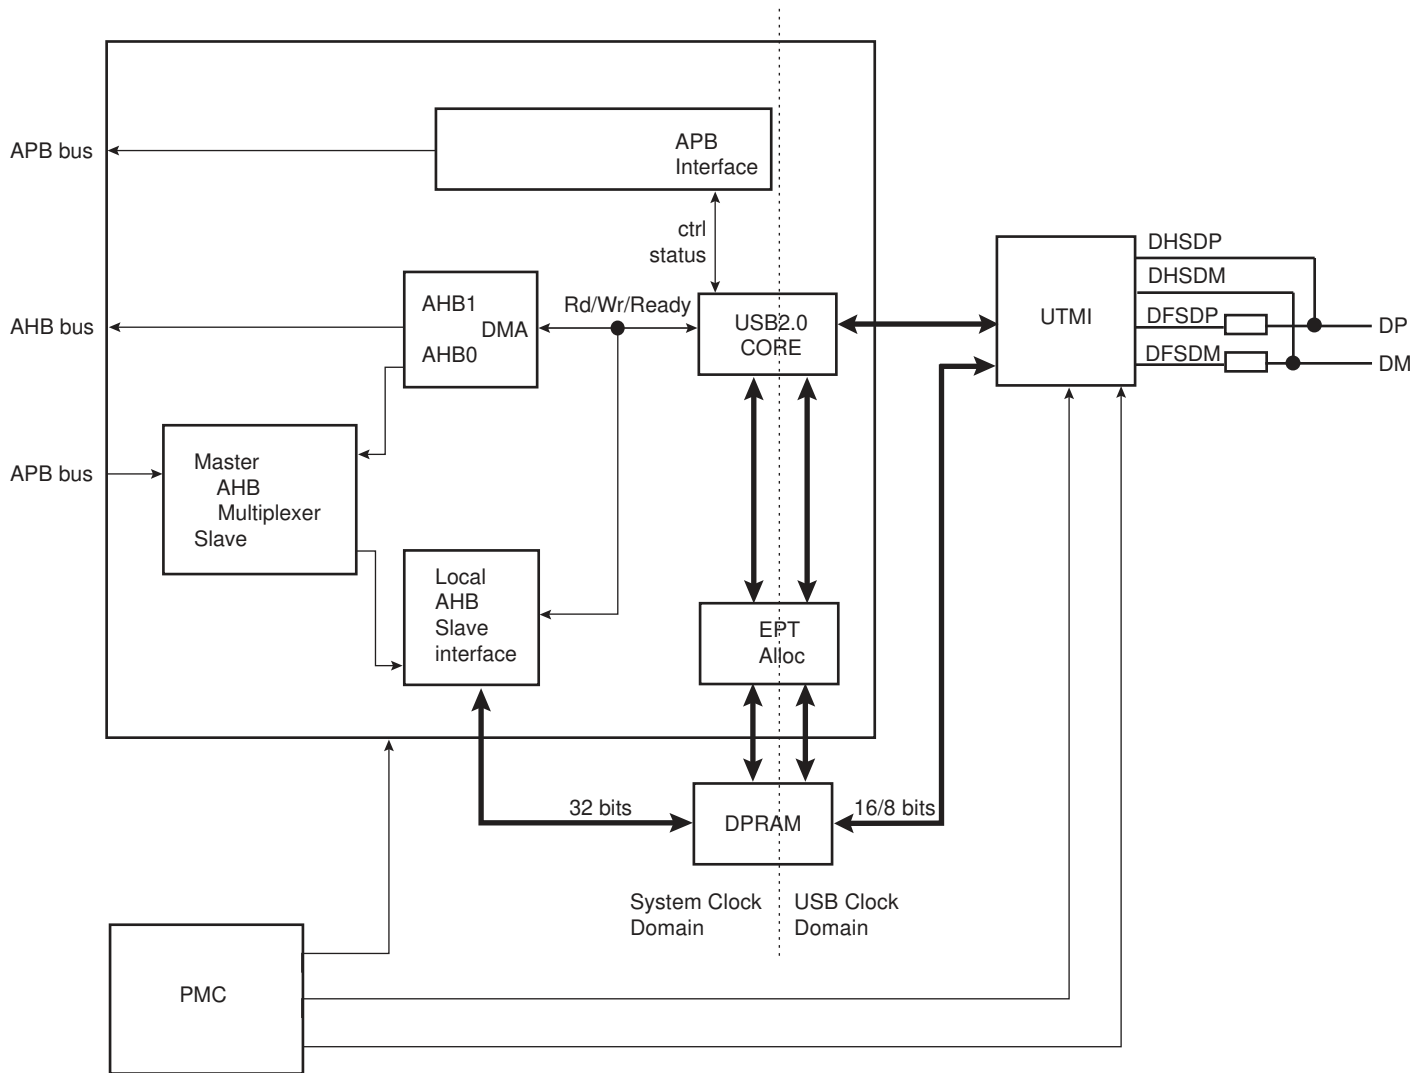 APB bus
APB
Interface
ctrl
status
AHB bus
AHB1
DMA
AHB0
Rd/Wr/Ready
USB2.0
CORE
UTMI
DHSDP
DHSDM
DFSDP
DFSDM
DP
DM
APB bus
Master
AHB
Multiplexer
Slave
Local
AHB
Slave
interface
EPT
Alloc
32 bits
DPRAM
16/8 bits
System Clock
Domain
USB Clock
Domain
PMC